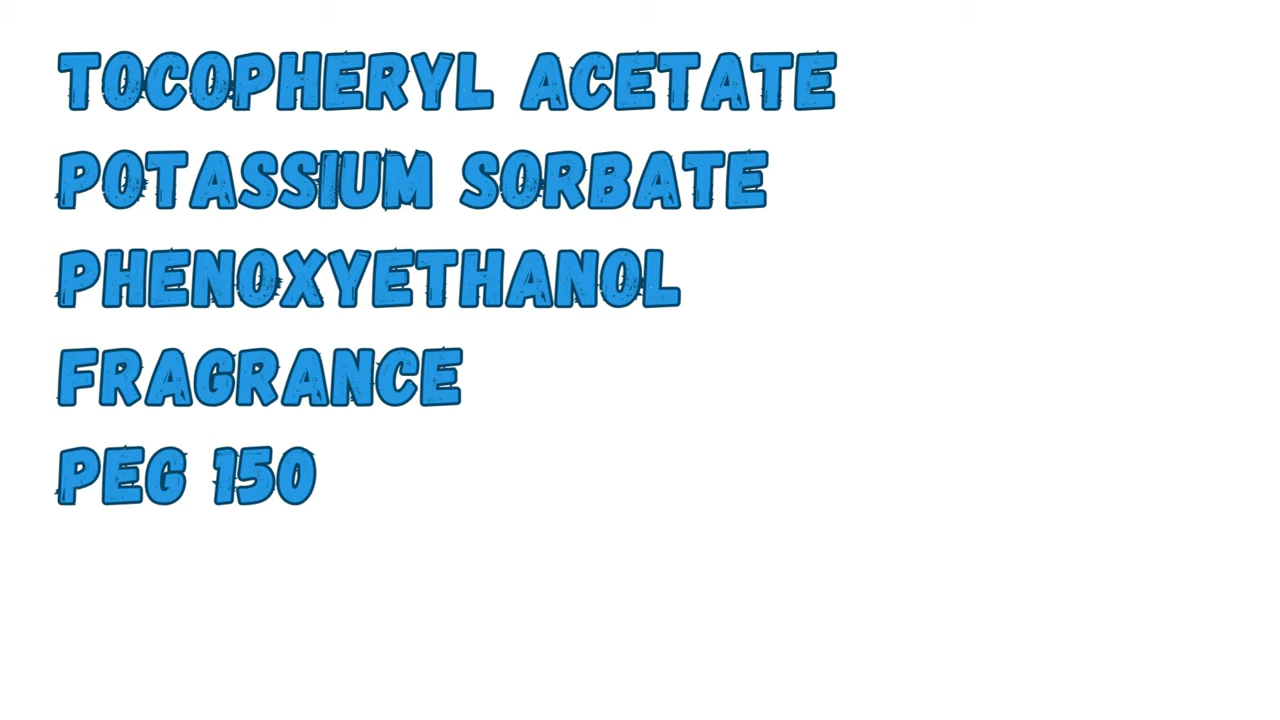 TOCOPHERYL ACETATE
POTASSIUM SORBATE
PHENOXYETHANOL
FRAGRANCE
PEG 150